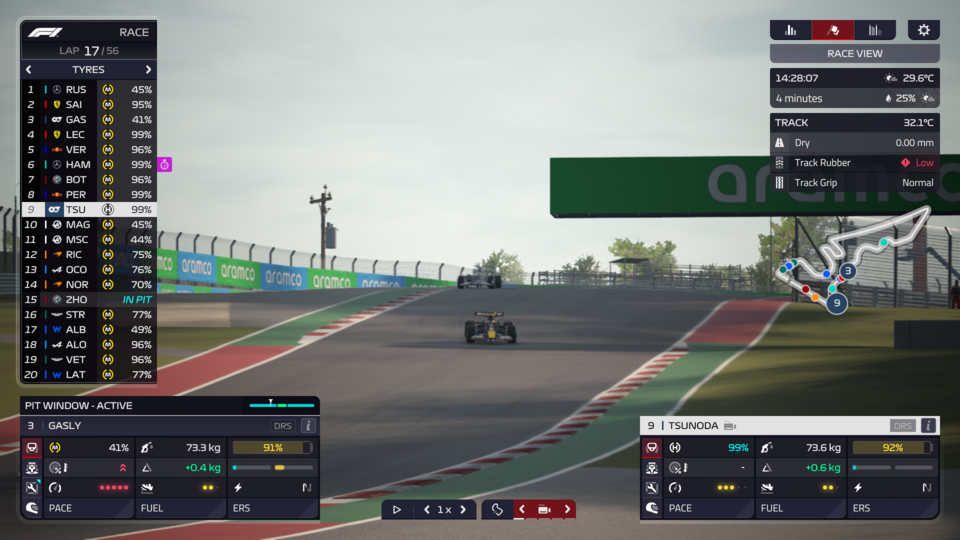 F1 RACE
LAP 17/56
TYRES
1 RUS M 45%
2 SAI M 95%
3 GAS M 41%
4 LEC M 99%
5 VER M 96%
6 HAM M 99%
7 BOT M 96%
8 PER M 99%
9 TSU H 99%
10 MAG M 45%
11 MSC M 44%
12 RIC M 75%
13 OCO M 76%
14 NOR M 70%
15 ZHO IN PIT
16 STR M 77%
17 ALB M 49%
18 ALO M 96%
19 VET M 96%
20 LAT M 77%
RACE VIEW
14:28:07 29.6°C
4 minutes 25%
TRACK 32.1°C
Dry 0.00 mm
Track Rubber Low
Track Grip Normal
aramco
aramco aramco aramco aramco aramco
3
9
PIT WINDOW - ACTIVE
3 GASLY DRS i
M 41% 73.3 kg 91%
+0.4 kg
N
PACE FUEL ERS
1x
9 TSUNODA DRS i
H 99% 73.6 kg 92%
- +0.6 kg
N
PACE FUEL ERS